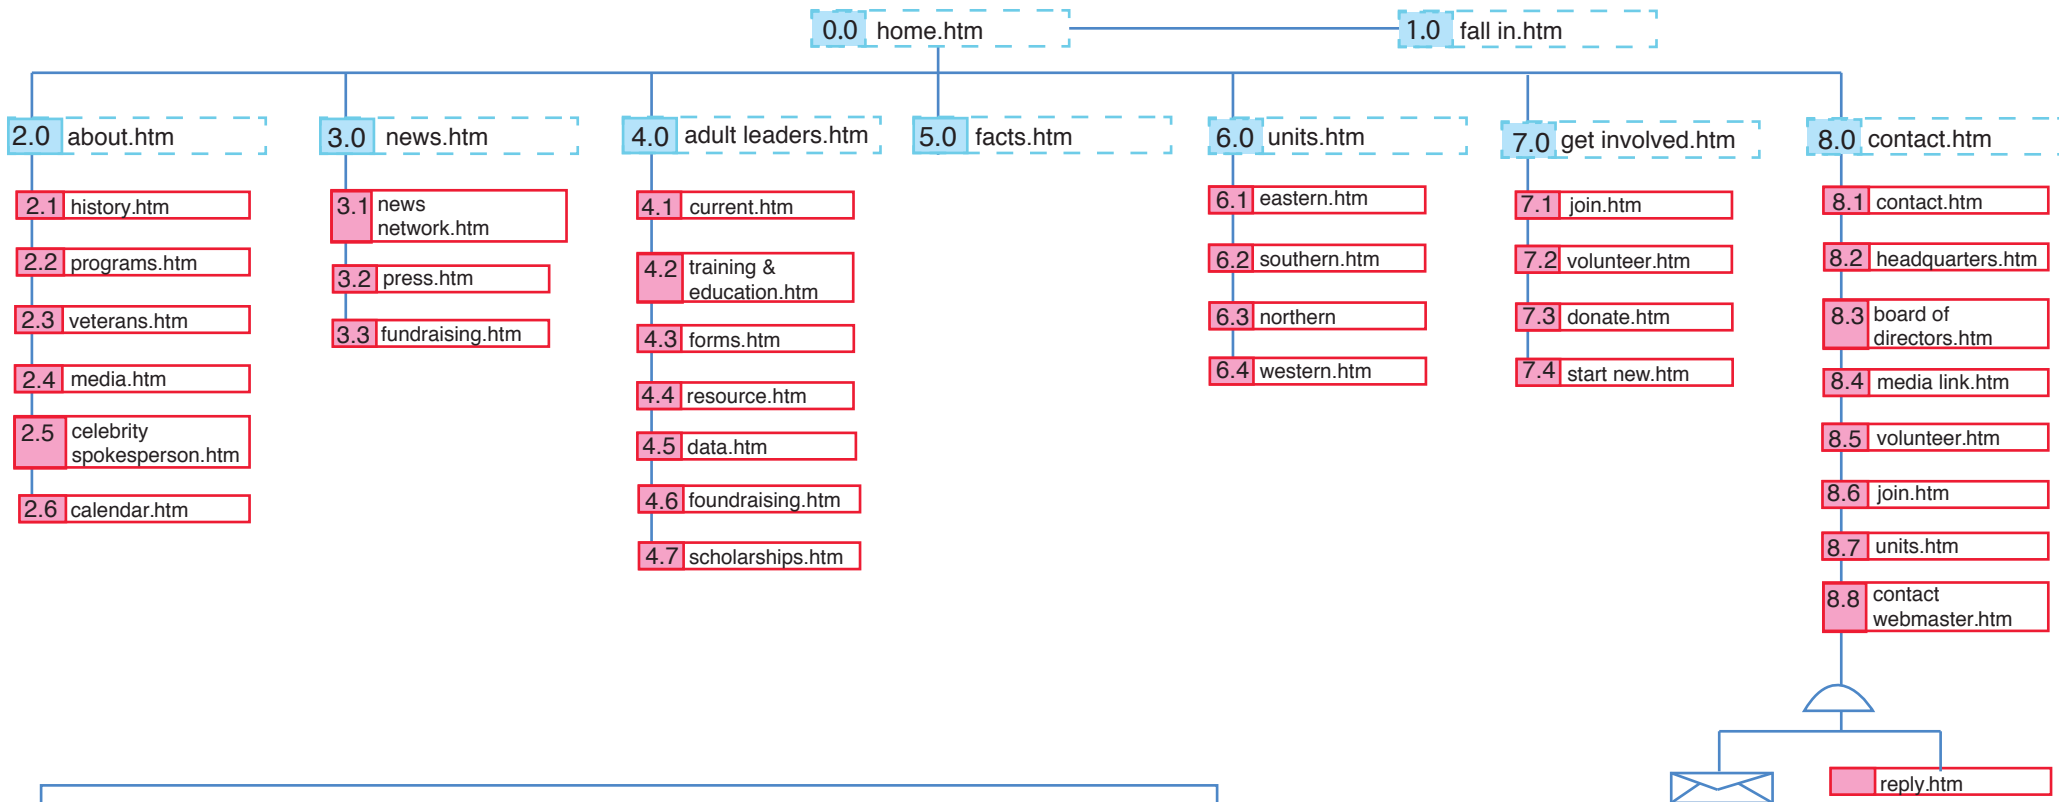 0.0 home.htm
1.0 fall in.htm
2.0 about.htm
3.0 news.htm
4.0 adult leaders.htm
5.0 facts.htm
6.0 units.htm
7.0 get involved.htm
8.0 contact.htm
2.1 history.htm
2.2 programs.htm
2.3 veterans.htm
2.4 media.htm
2.5 celebrity
spokesperson.htm
2.6 calendar.htm
3.1 news
network.htm
3.2 press.htm
3.3 fundraising.htm
4.1 current.htm
4.2 training &
education.htm
4.3 forms.htm
4.4 resource.htm
4.5 data.htm
4.6 foundraising.htm
4.7 scholarships.htm
6.1 eastern.htm
6.2 southern.htm
6.3 northern
6.4 western.htm
7.1 join.htm
7.2 volunteer.htm
7.3 donate.htm
7.4 start new.htm
8.1 contact.htm
8.2 headquarters.htm
8.3 board of
directors.htm
8.4 media link.htm
8.5 volunteer.htm
8.6 join.htm
8.7 units.htm
8.8 contact
webmaster.htm
reply.htm